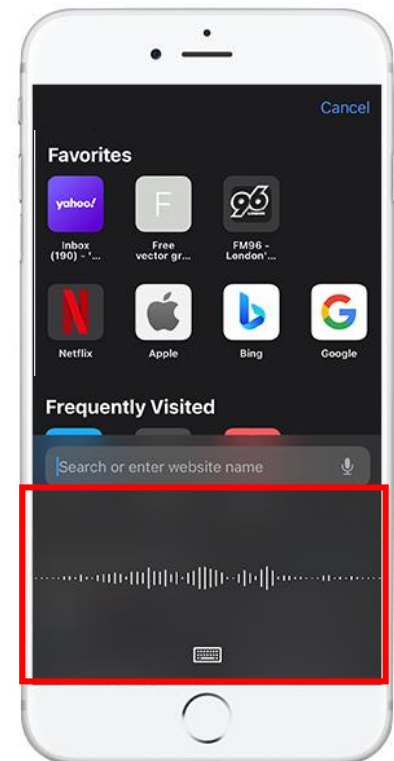 Cancel
Favorites
yahoo!
F
96
LONDON
Inbox
(190) - '...
Free
vector gr...
FM96 -
London'...
N
b
G
Netflix
Apple
Bing
Google
Frequently Visited
Search or enter website name